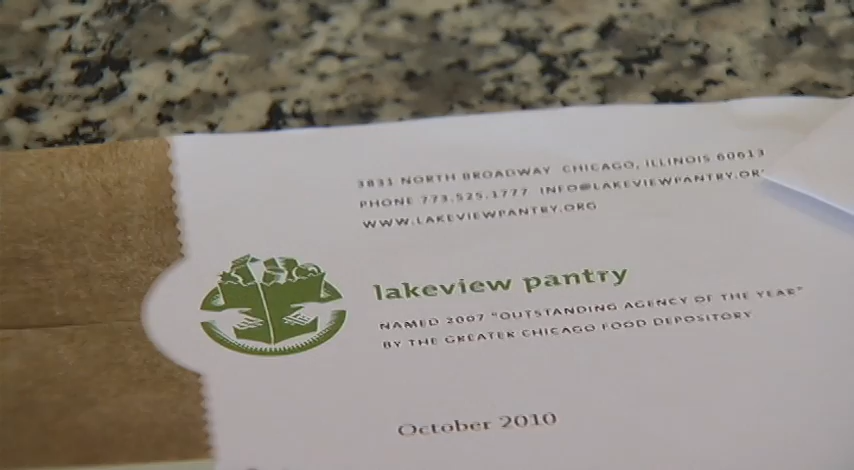 3831 NORTH BROADWAY CHICAGO, ILLINOIS 60613
PHONE 773.525.1777 INFO@LAKEVIEWPANTRY.OR
WWW.LAKEVIEWPANTRY.ORG
lakeview pantry
NAMED 2007 "OUTSTANDING AGENCY OF THE YEAR"
BY THE GREATER CHICAGO FOOD DEPOSITORY
October 2010